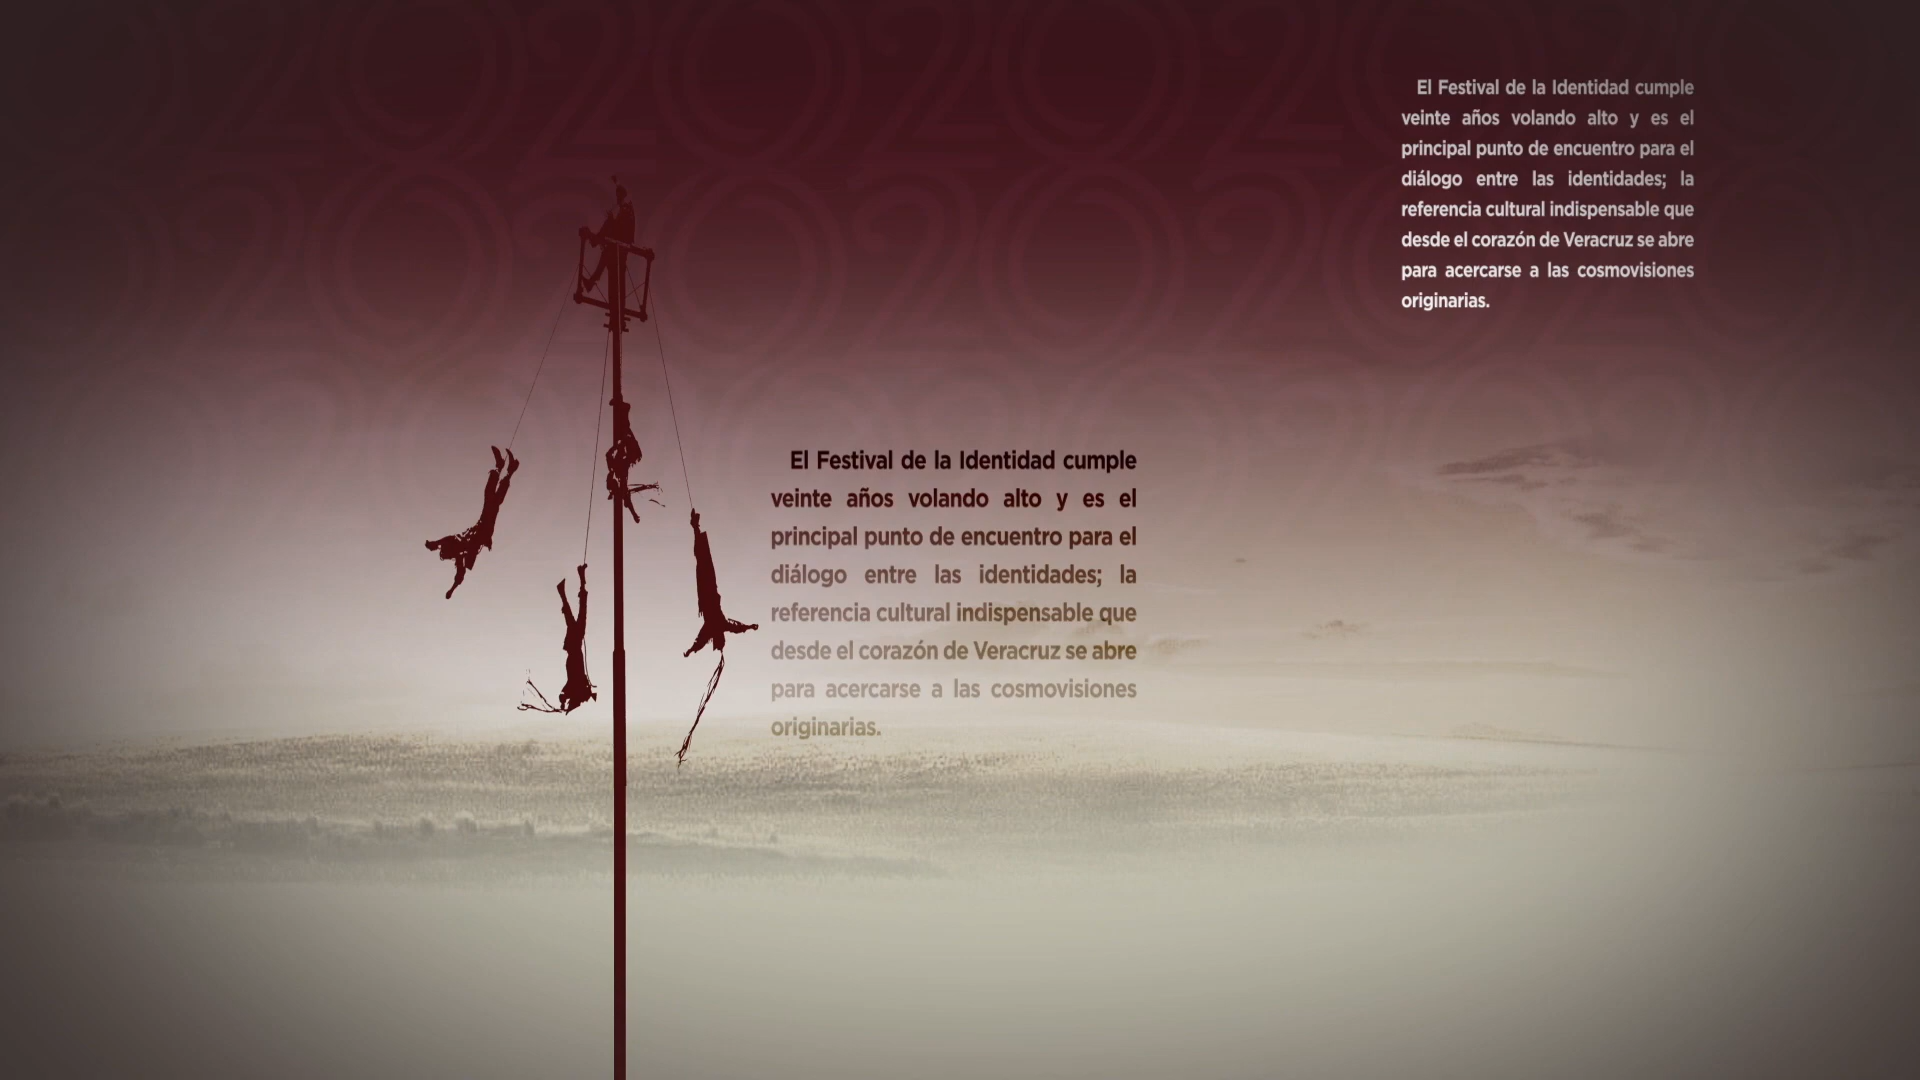 El Festival de la Identidad cumple
veinte años volando alto y es el
principal punto de encuentro para el
diálogo entre las identidades; la
referencia cultural indispensable que
desde el corazón de Veracruz se abre
para acercarse a las cosmovisiones
originarias.
El Festival de la Identidad cumple
veinte años volando alto y es el
principal punto de encuentro para el
diálogo entre las identidades; la
referencia cultural indispensable que
desde el corazón de Veracruz se abre
para acercarse a las cosmovisiones
originarias.